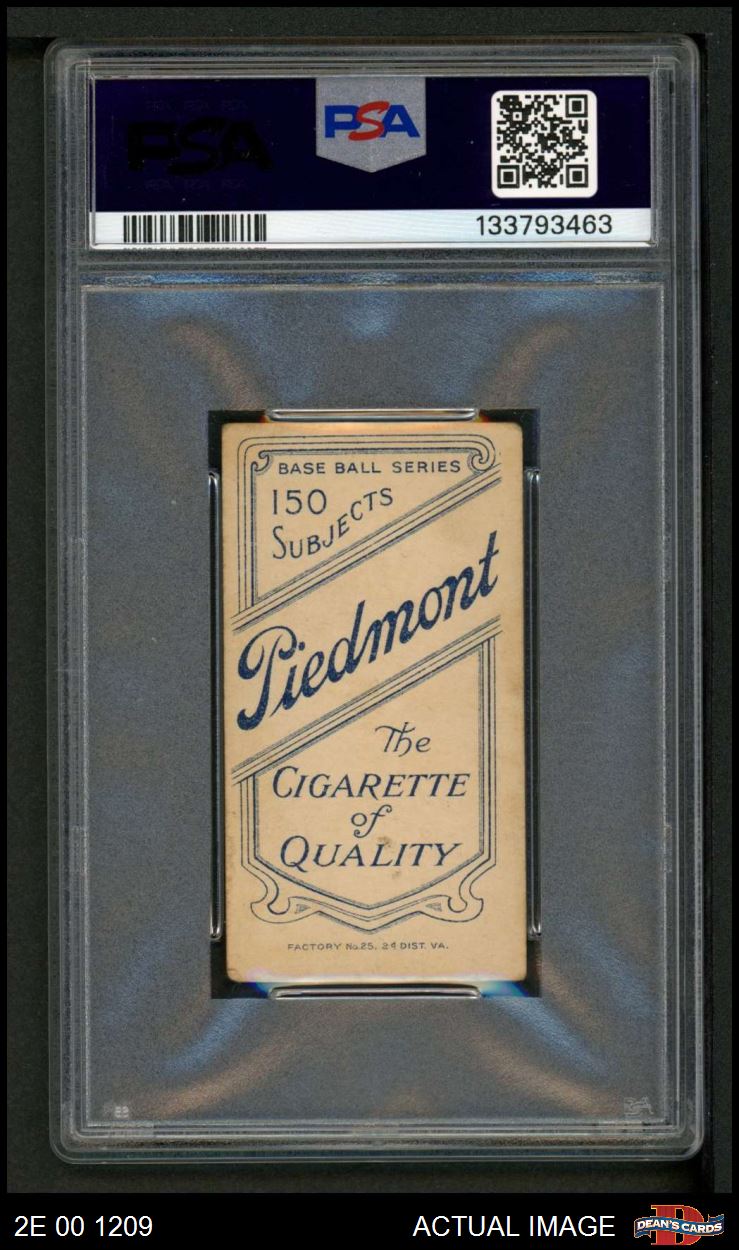 PSA
PSA
133793463
BASE BALL SERIES
150
SUBJECTS
Piedmont
The
CIGARETTE
of
QUALITY
FACTORY No. 25, 2d DIST. VA.
2E 00 1209
ACTUAL IMAGE
DEAN'S CARDS